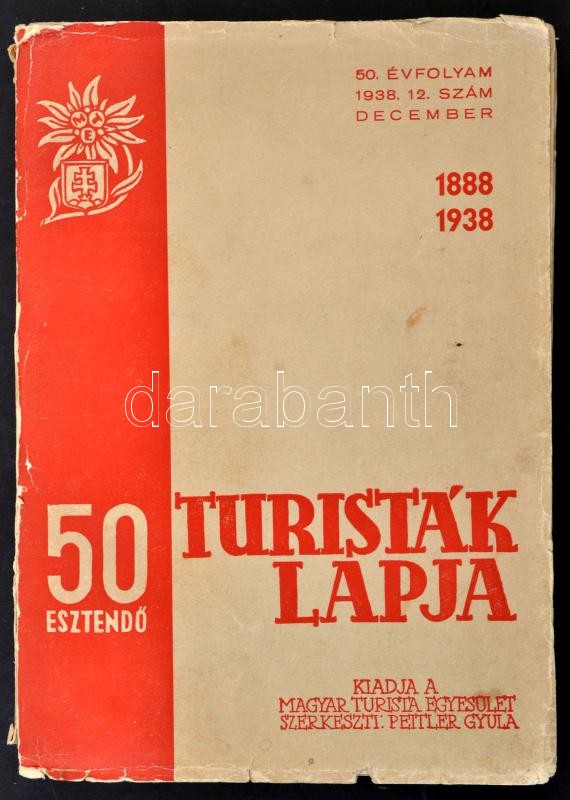 50. ÉVFOLYAM
1938. 12. SZÁM
DECEMBER
1888
1938
M
T
E
darabanth
50
ESZTENDŐ
TURISTÁK
LAPJA
KIADJA A
MAGYAR TURISTA EGYESÜLET
SZERKESZTI: PEITLER GYULA